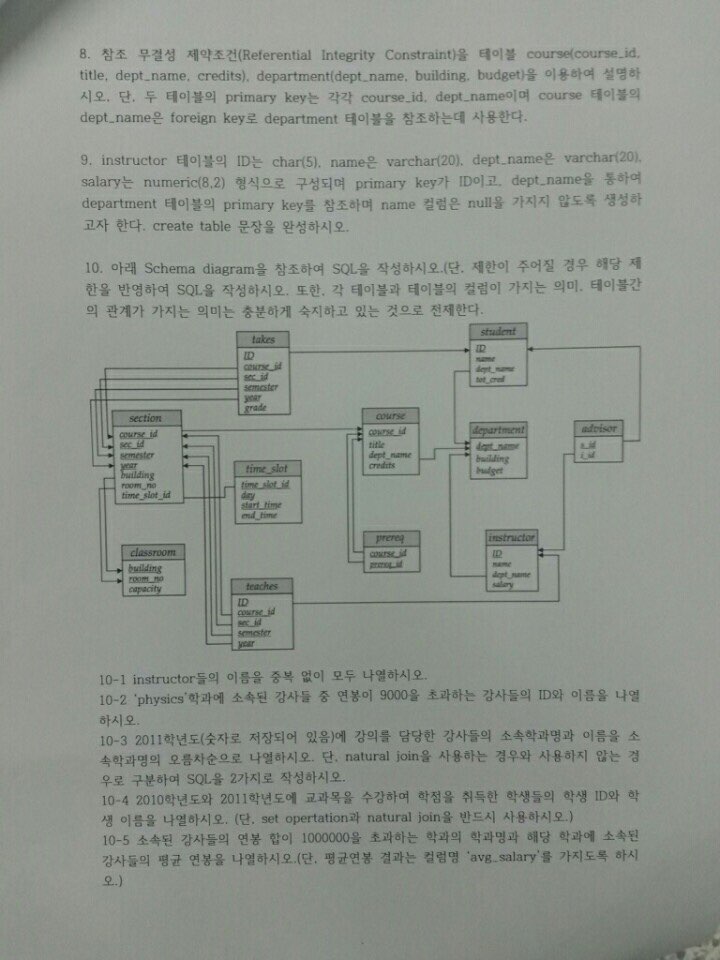 8. 참조 무결성 제약조건(Referential Integrity Constraint)을 테이블 course(course_id,
title, dept_name, credits), department(dept_name, building, budget)을 이용하여 설명하
시오. 단, 두 테이블의 primary key는 각각 course_id, dept_name이며 course 테이블의
dept_name은 foreign key로 department 테이블을 참조하는데 사용한다.
9. instructor 테이블의 ID는 char(5), name은 varchar(20), dept_name은 varchar(20),
salary는 numeric(8,2) 형식으로 구성되며 primary key가 ID이고, dept_name을 통하여
department 테이블의 primary key를 참조하며 name 컬럼은 null을 가지지 않도록 생성하
고자 한다. create table 문장을 완성하시오.
10. 아래 Schema diagram을 참조하여 SQL을 작성하시오.(단, 제한이 주어질 경우 해당 제
한을 반영하여 SQL을 작성하시오. 또한, 각 테이블과 테이블의 컬럼이 가지는 의미, 테이블간
의 관계가 가지는 의미는 충분하게 숙지하고 있는 것으로 전제한다.
takes
ID
course_id
sec_id
semester
year
grade
student
ID
name
dept_name
tot_cred
section
course_id
sec_id
semester
year
building
room_no
time_slot_id
course
course_id
title
dept_name
credits
department
dept_name
building
budget
advisor
s_id
i_id
time_slot
time_slot_id
day
start_time
end_time
prereq
course_id
prereq_id
instructor
ID
name
dept_name
salary
classroom
building
room_no
capacity
teaches
ID
course_id
sec_id
semester
year
10-1 instructor들의 이름을 중복 없이 모두 나열하시오.
10-2 'physics'학과에 소속된 강사들 중 연봉이 9000을 초과하는 강사들의 ID와 이름을 나열
하시오.
10-3 2011학년도(숫자로 저장되어 있음)에 강의를 담당한 강사들의 소속학과명과 이름을 소
속학과명의 오름차순으로 나열하시오. 단, natural join을 사용하는 경우와 사용하지 않는 경
우로 구분하여 SQL을 2가지로 작성하시오.
10-4 2010학년도와 2011학년도에 교과목을 수강하여 학점을 취득한 학생들의 학생 ID와 학
생 이름을 나열하시오. (단, set opertation과 natural join을 반드시 사용하시오.)
10-5 소속된 강사들의 연봉 합이 1000000을 초과하는 학과의 학과명과 해당 학과에 소속된
강사들의 평균 연봉을 나열하시오.(단, 평균연봉 결과는 컬럼명 'avg_salary'를 가지도록 하시
오.)